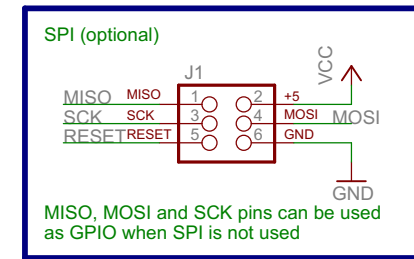 SPI (optional)
J1
VCC
MISO MISO 1 2 +5
SCK SCK 3 4 MOSI MOSI
RESET RESET 5 6 GND
GND
MISO, MOSI and SCK pins can be used
as GPIO when SPI is not used